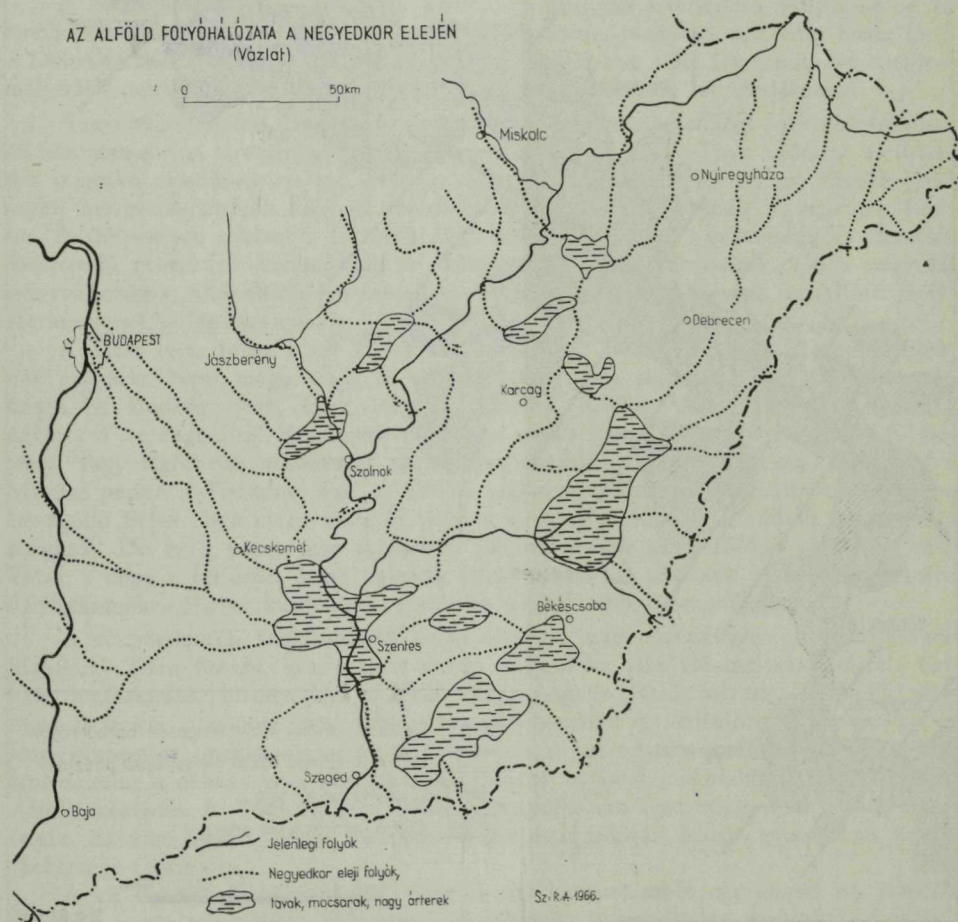 AZ ALFÖLD FOLYÓHÁLÓZATA A NEGYEDKOR ELEJÉN
(Vázlat)
0 50km
Miskolc
Nyíregyháza
BUDAPEST
Debrecen
Jászberény
Karcag
Szolnok
Kecskemét
Békéscsaba
Szentes
Szeged
Baja
Jelenlegi folyók
Negyedkor eleji folyók,
tavak, mocsarak, nagy árterek
Sz: R.A. 1966.